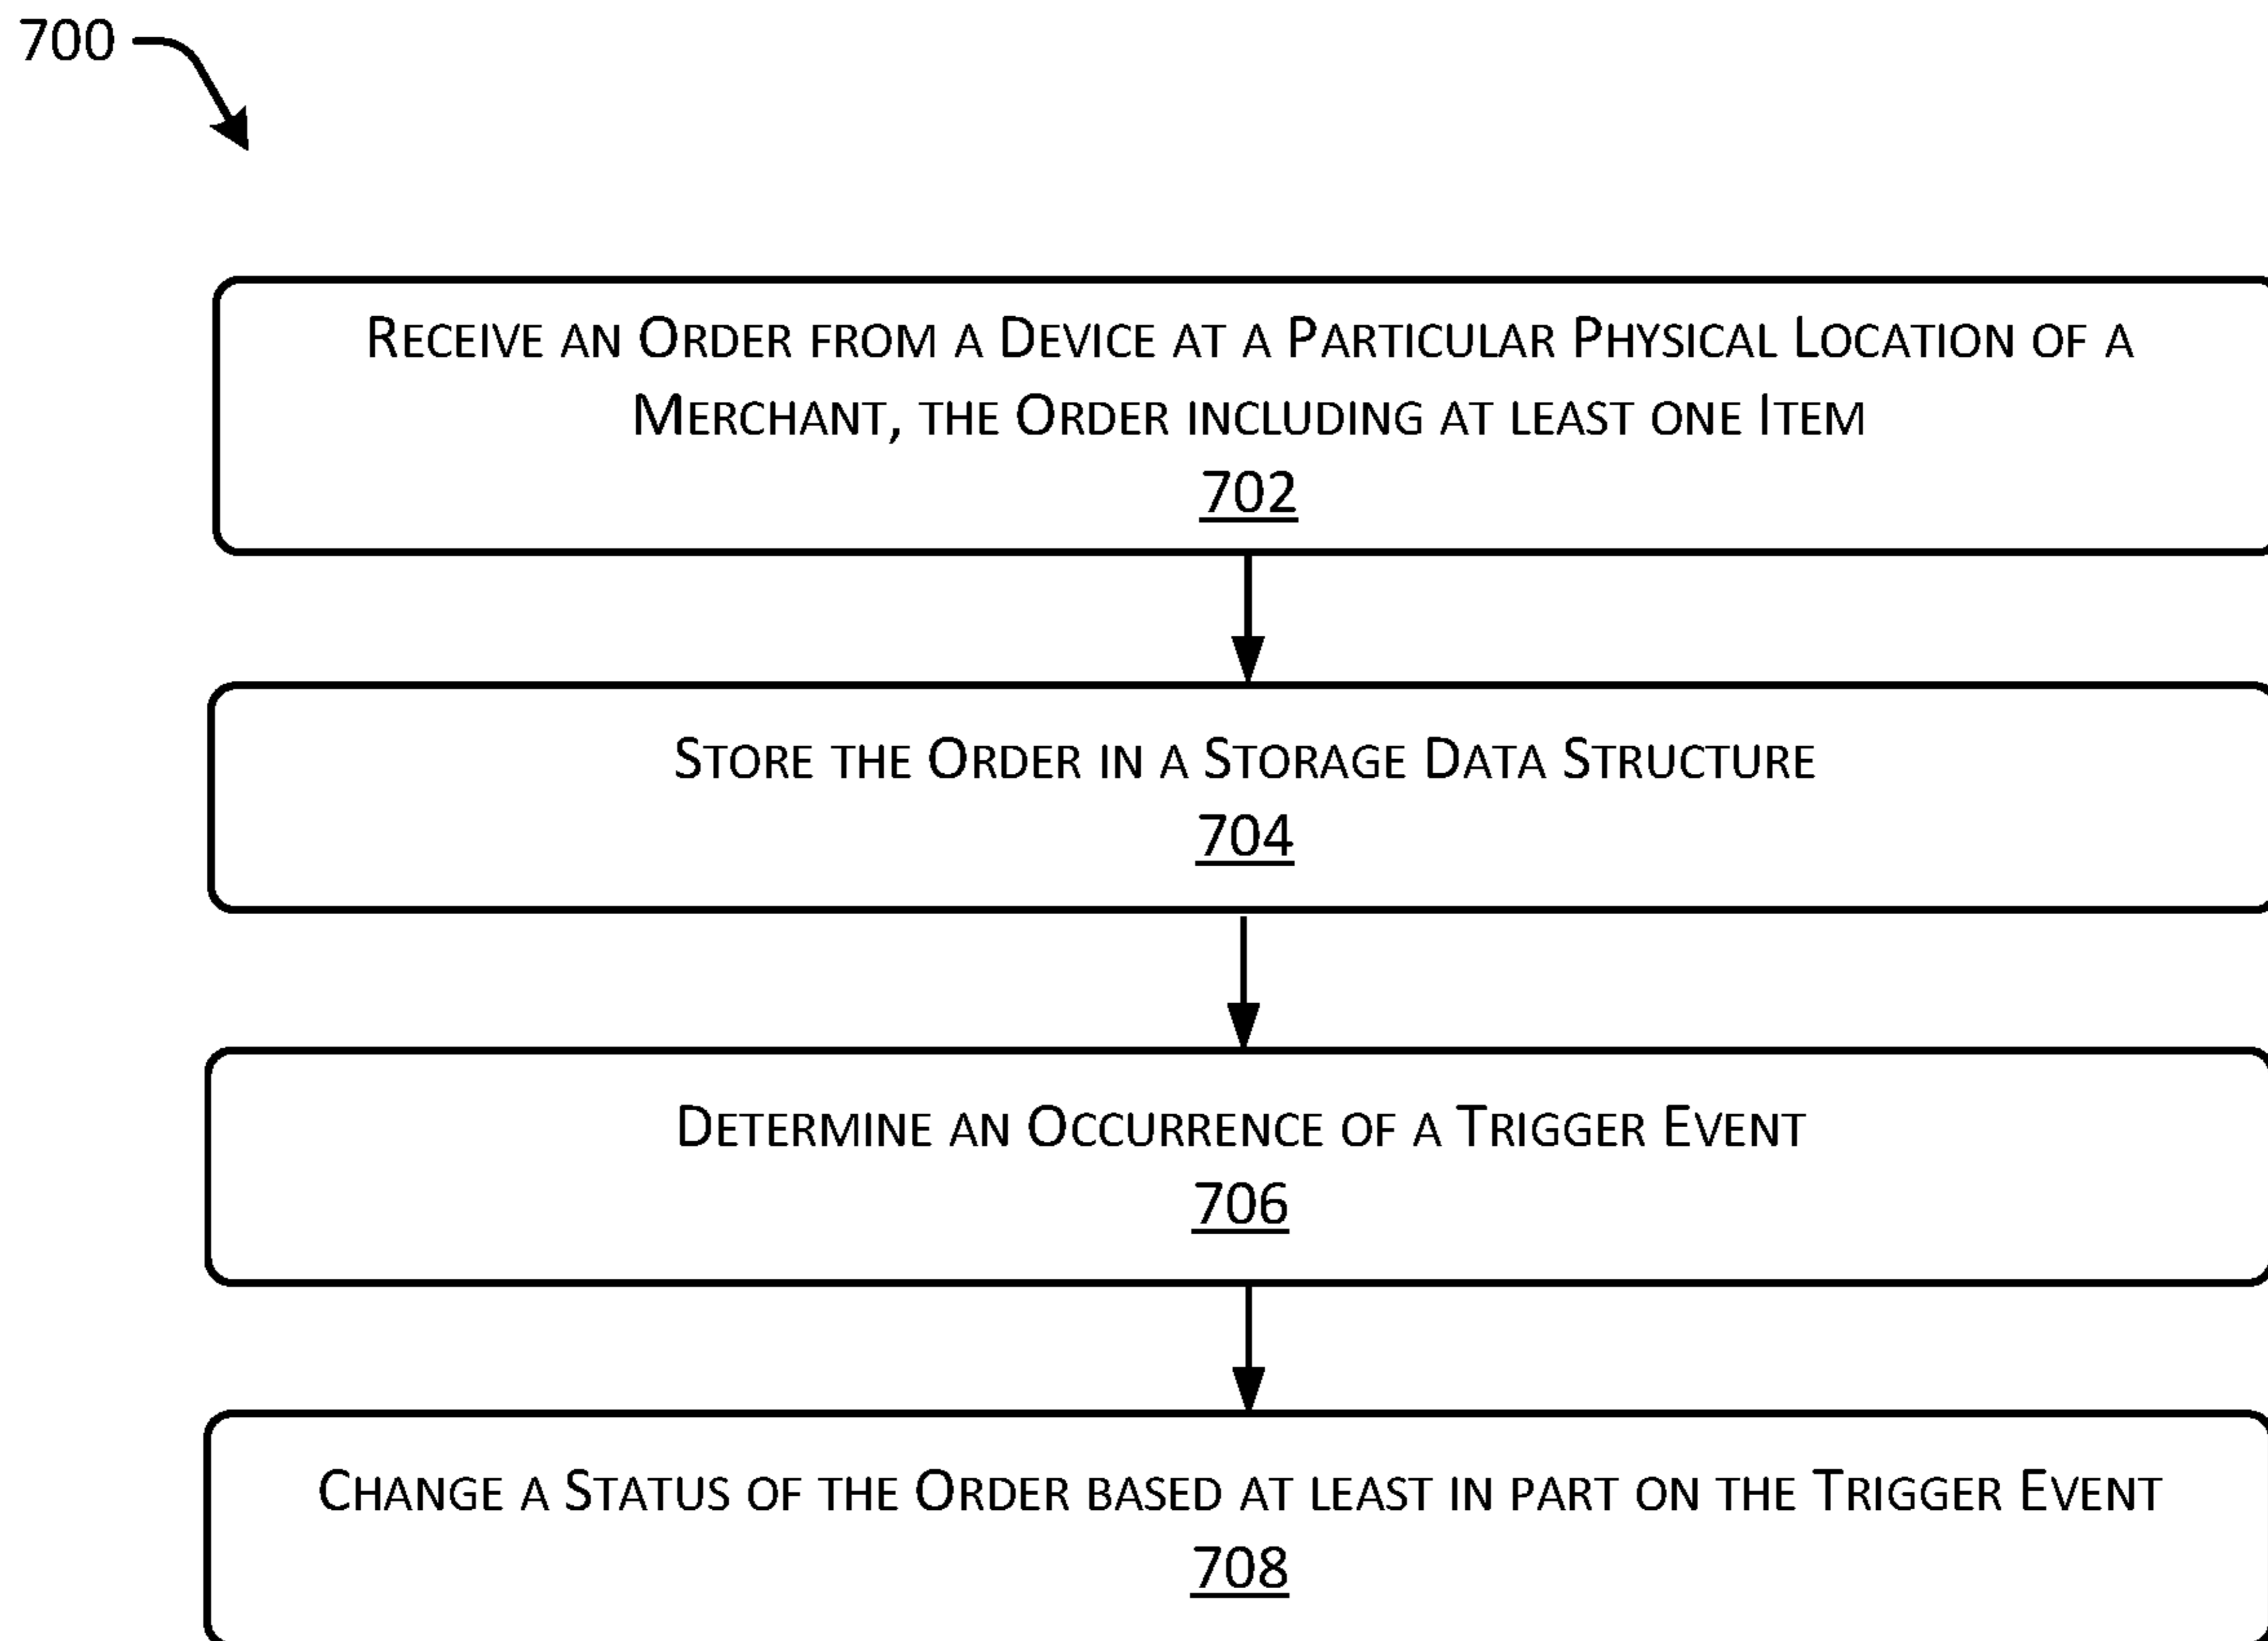 700
Receive an Order from a Device at a Particular Physical Location of a
Merchant, the Order including at least one Item
702
Store the Order in a Storage Data Structure
704
Determine an Occurrence of a Trigger Event
706
Change a Status of the Order based at least in part on the Trigger Event
708